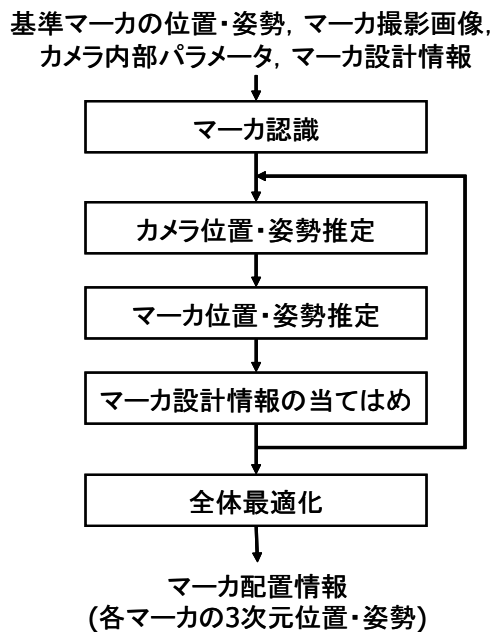 基準マーカの位置・姿勢, マーカ撮影画像,
カメラ内部パラメータ, マーカ設計情報
マーカ認識
カメラ位置・姿勢推定
マーカ位置・姿勢推定
マーカ設計情報の当てはめ
全体最適化
マーカ配置情報
(各マーカの3次元位置・姿勢)